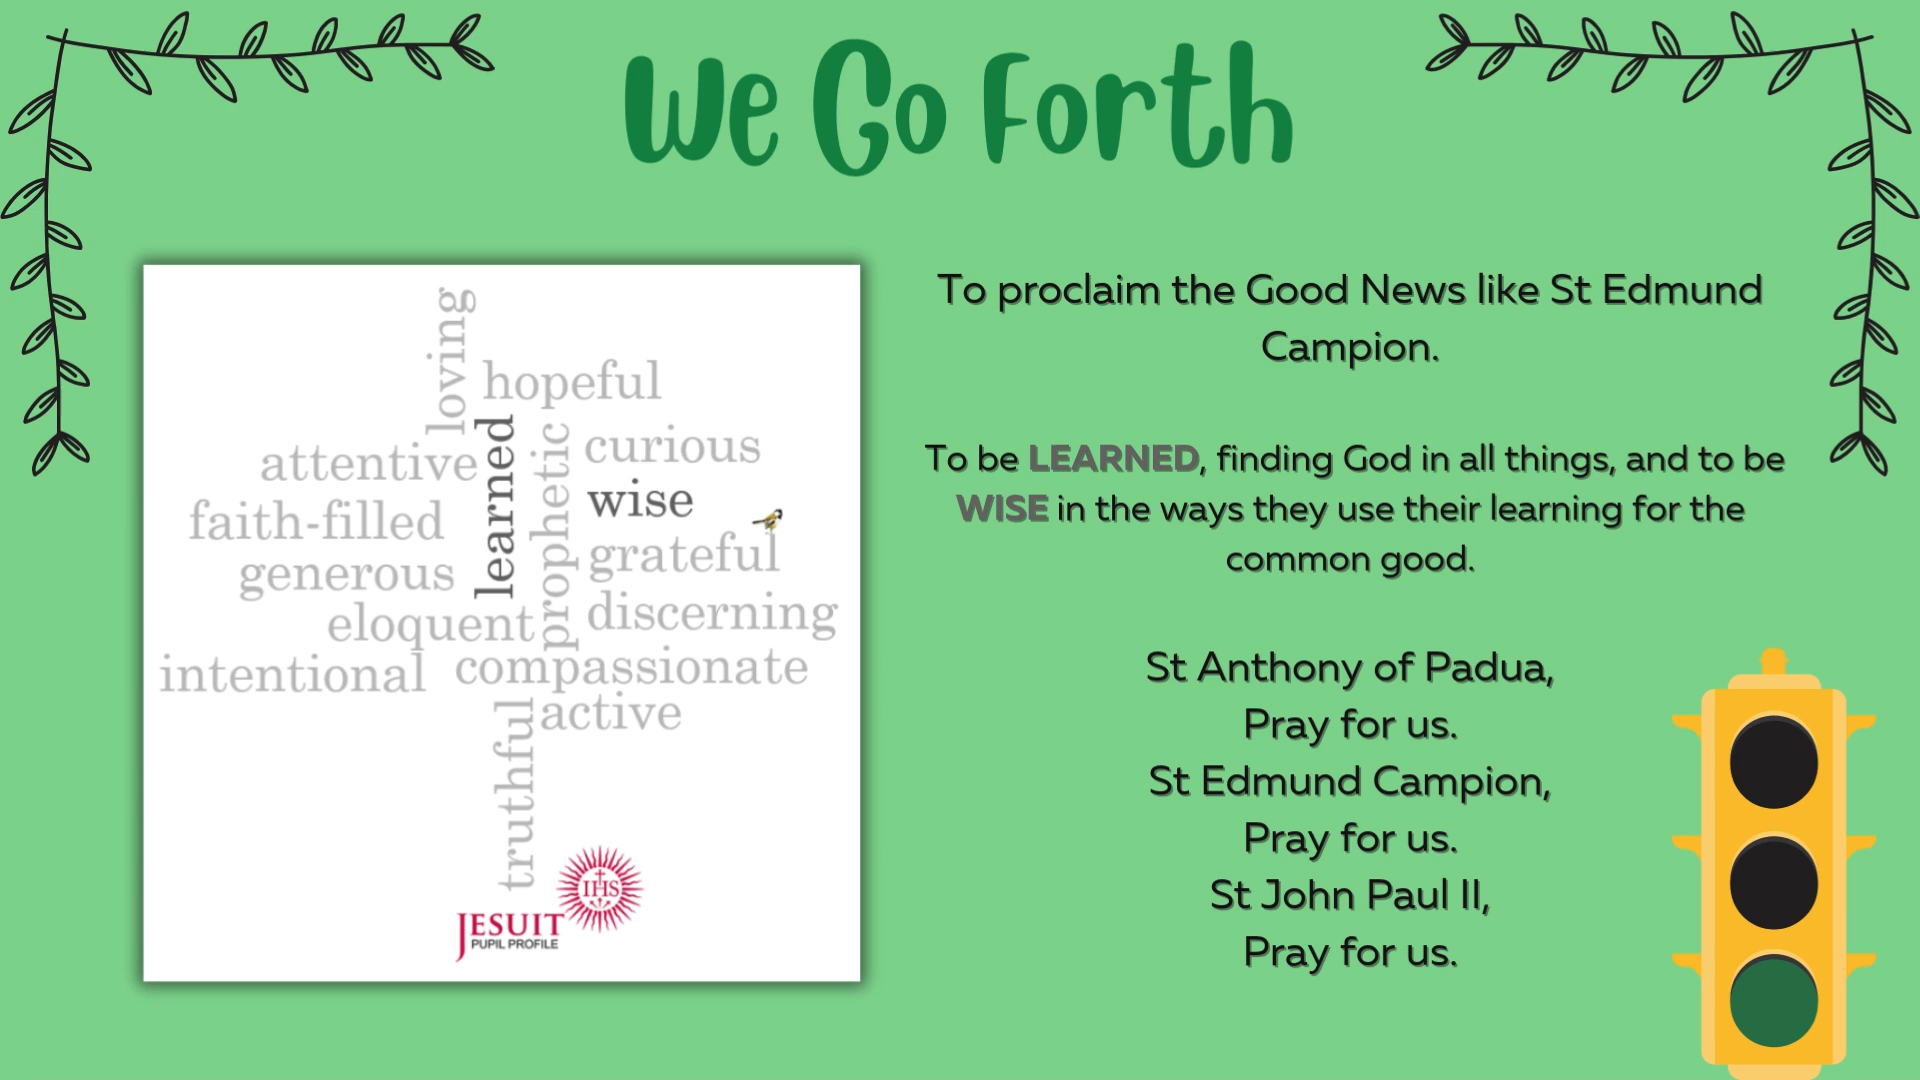 We Go Forth
loving
hopeful
learned
prophetic
attentive
curious
wise
faith-filled
grateful
generous
eloquent
discerning
intentional
compassionate
active
truthful
IHS
JESUIT
PUPIL PROFILE
To proclaim the Good News like St Edmund
Campion.
To be LEARNED, finding God in all things, and to be
WISE in the ways they use their learning for the
common good.
St Anthony of Padua,
Pray for us.
St Edmund Campion,
Pray for us.
St John Paul II,
Pray for us.